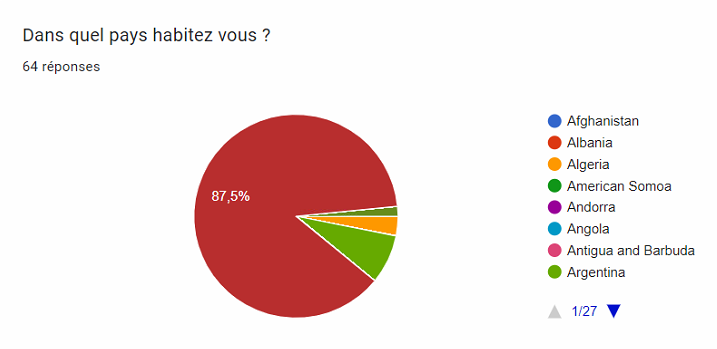 Dans quel pays habitez vous ?
64 réponses
87,5%
Afghanistan
Albania
Algeria
American Somoa
Andorra
Angola
Antigua and Barbuda
Argentina
1/27